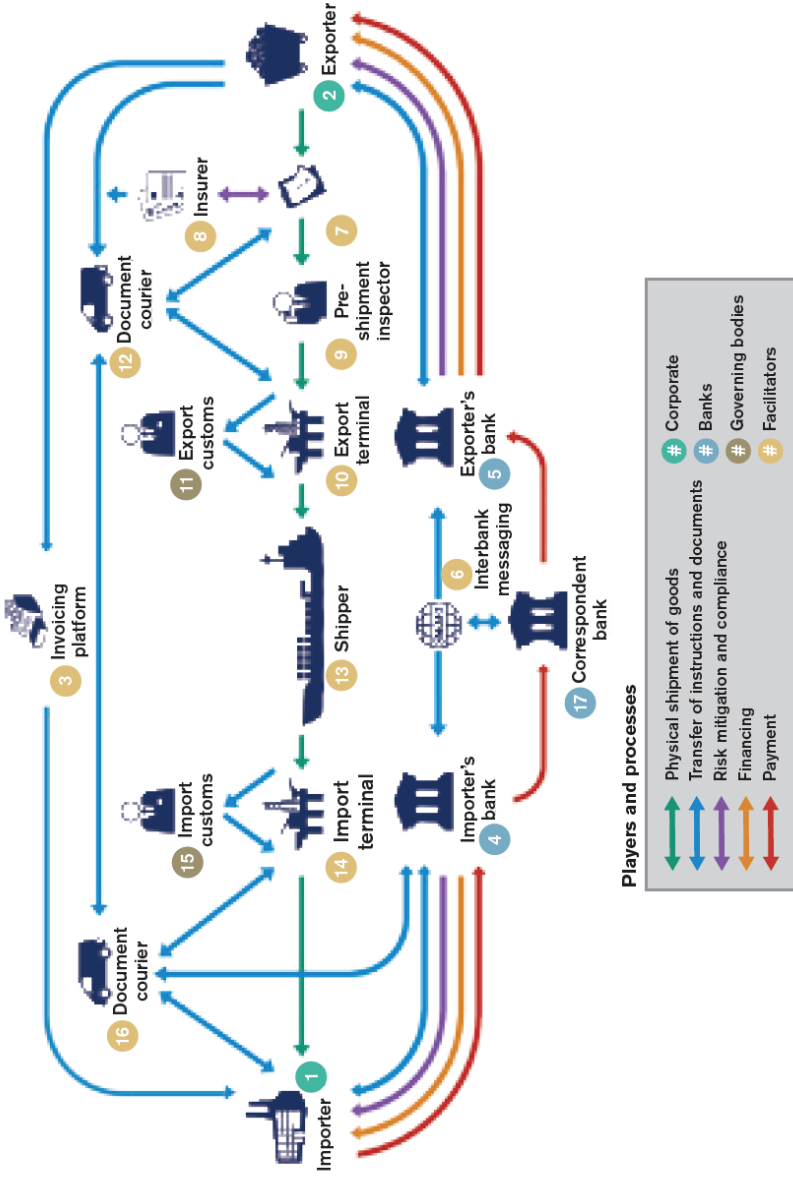 3
Invoicing
platform
16
Document
courier
12
Document
courier
15
Import
customs
11
Export
customs
8
Insurer
1
Importer
14
Import
terminal
13
Shipper
10
Export
terminal
9
Pre-
shipment
inspector
7
2
Exporter
4
Importer's
bank
6
Interbank
messaging
5
Exporter's
bank
17
Correspondent
bank
Players and processes
Physical shipment of goods
Transfer of instructions and documents
Risk mitigation and compliance
Financing
Payment
# Corporate
# Banks
# Governing bodies
# Facilitators